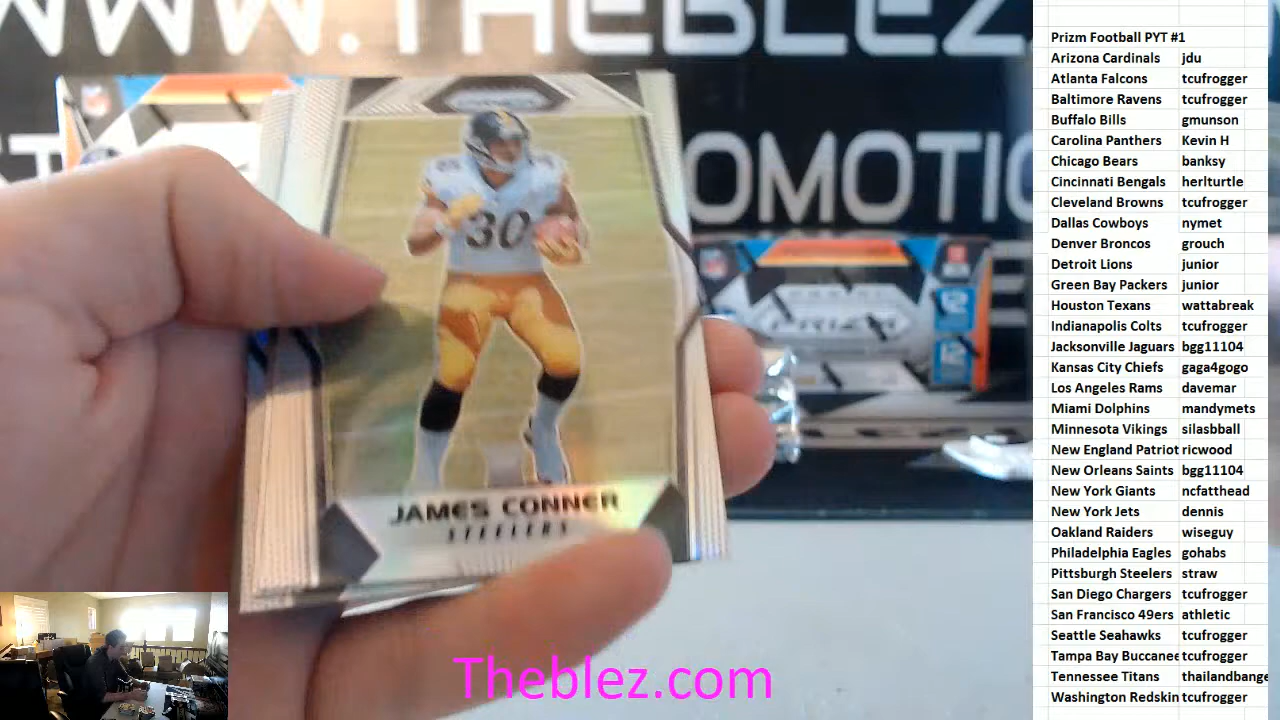 WWW.THEBLEZ.
OMOTIO
PRIZM
12
12
30
JAMES CONNER
STEELERS
Theblez.com
Prizm Football PYT #1
Arizona Cardinals jdu
Atlanta Falcons tcufrogger
Baltimore Ravens tcufrogger
Buffalo Bills gmunson
Carolina Panthers Kevin H
Chicago Bears banksy
Cincinnati Bengals herlturtle
Cleveland Browns tcufrogger
Dallas Cowboys nymet
Denver Broncos grouch
Detroit Lions junior
Green Bay Packers junior
Houston Texans wattabreak
Indianapolis Colts tcufrogger
Jacksonville Jaguars bgg11104
Kansas City Chiefs gaga4gogo
Los Angeles Rams davemar
Miami Dolphins mandymets
Minnesota Vikings silasbball
New England Patriot ricwood
New Orleans Saints bgg11104
New York Giants ncfatthead
New York Jets dennis
Oakland Raiders wiseguy
Philadelphia Eagles gohabs
Pittsburgh Steelers straw
San Diego Chargers tcufrogger
San Francisco 49ers athletic
Seattle Seahawks tcufrogger
Tampa Bay Buccanee tcufrogger
Tennessee Titans thailandbange
Washington Redskin tcufrogger